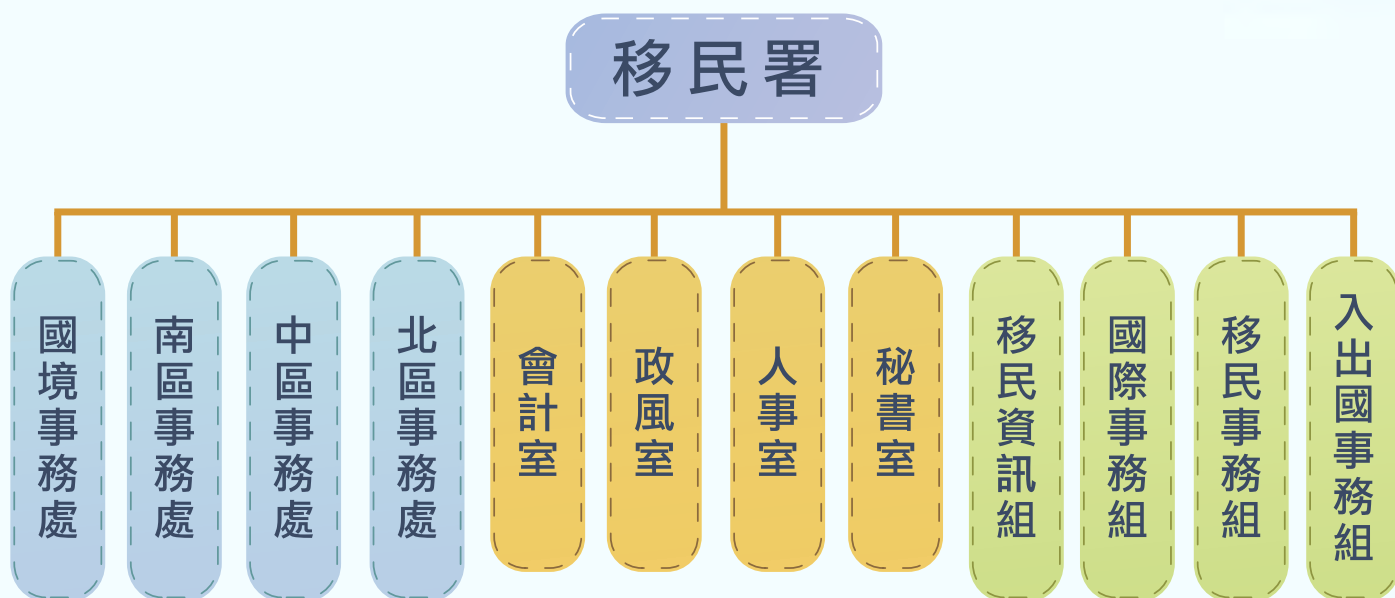 移民署
國境事務處
南區事務處
中區事務處
北區事務處
會計室
政風室
人事室
秘書室
移民資訊組
國際事務組
移民事務組
入出國事務組